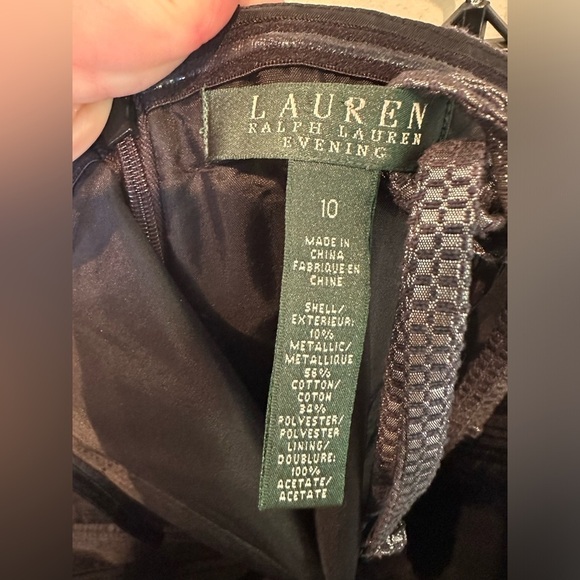 LAUREN
RALPH LAUREN
EVENING
10
MADE IN
CHINA
FABRIQUE EN
CHINE
SHELL/
EXTERIEUR:
10%
METALLIC/
METALLIQUE
56%
COTTON/
COTON
34%
POLYESTER/
POLYESTER
LINING/
DOUBLURE:
100%
ACETATE/
ACETATE